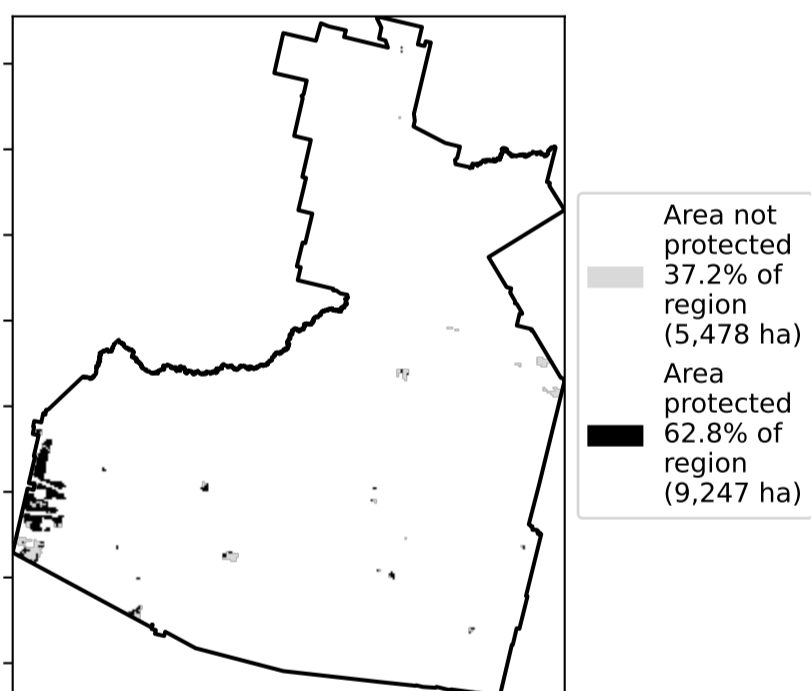 Area not
protected
37.2% of
region
(5,478 ha)
Area
protected
62.8% of
region
(9,247 ha)